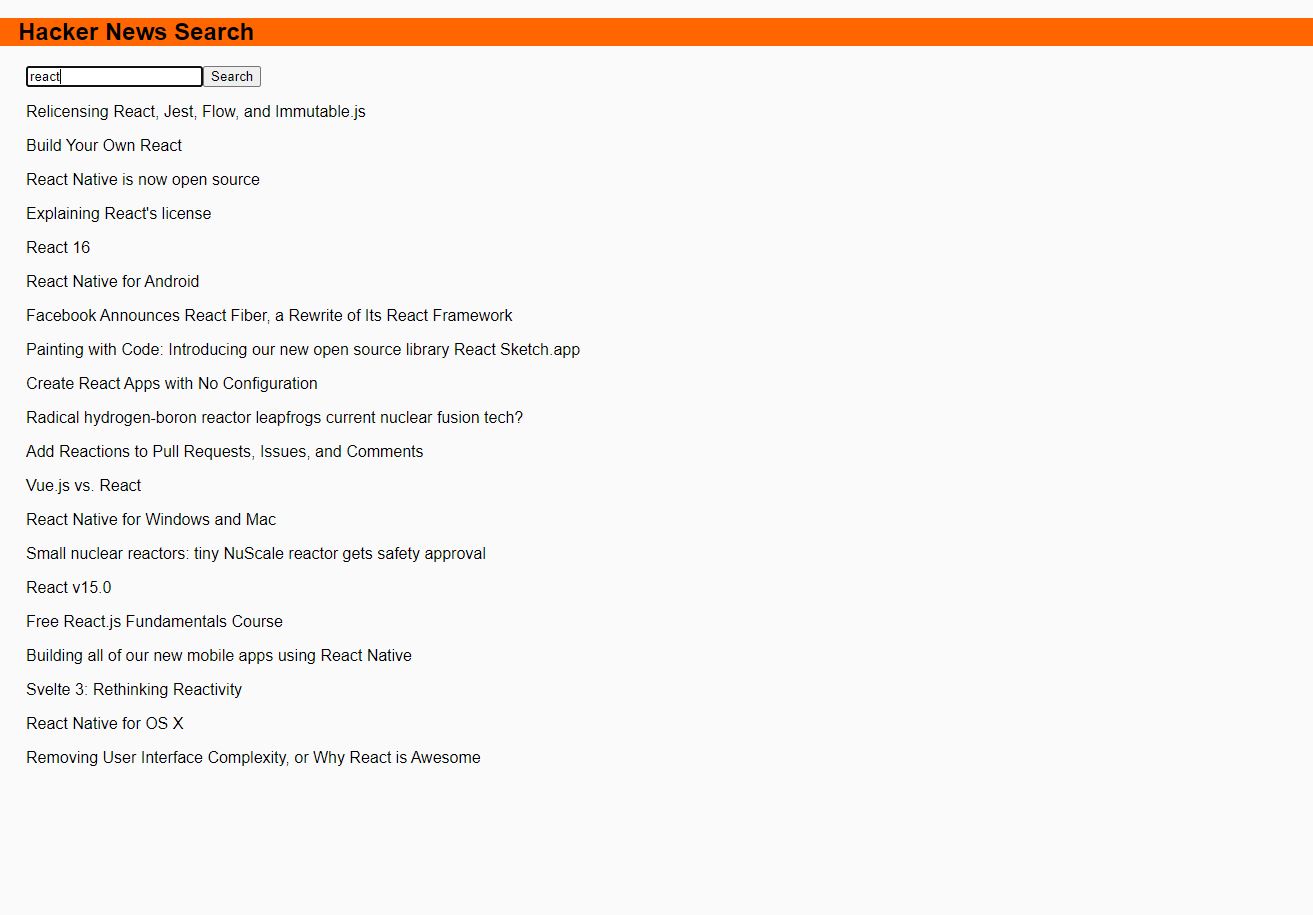 Hacker News Search
react Search
Relicensing React, Jest, Flow, and Immutable.js
Build Your Own React
React Native is now open source
Explaining React's license
React 16
React Native for Android
Facebook Announces React Fiber, a Rewrite of Its React Framework
Painting with Code: Introducing our new open source library React Sketch.app
Create React Apps with No Configuration
Radical hydrogen-boron reactor leapfrogs current nuclear fusion tech?
Add Reactions to Pull Requests, Issues, and Comments
Vue.js vs. React
React Native for Windows and Mac
Small nuclear reactors: tiny NuScale reactor gets safety approval
React v15.0
Free React.js Fundamentals Course
Building all of our new mobile apps using React Native
Svelte 3: Rethinking Reactivity
React Native for OS X
Removing User Interface Complexity, or Why React is Awesome